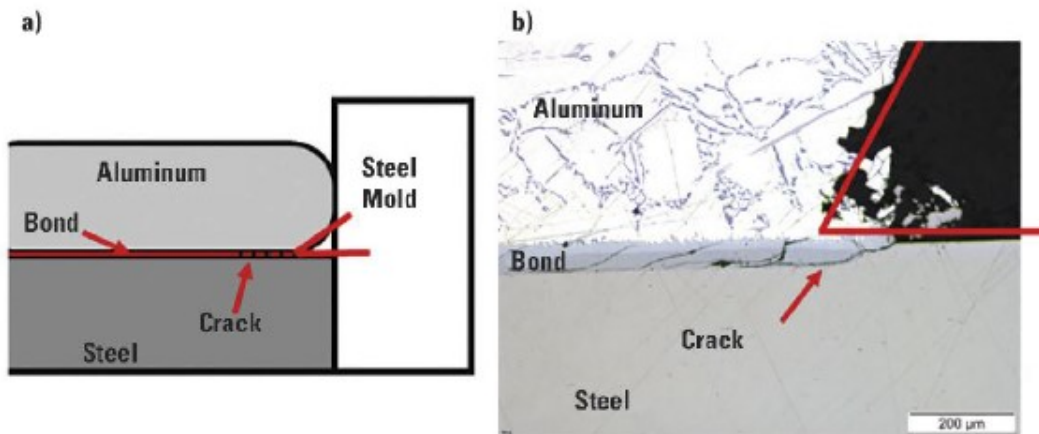 a)
Aluminum
Bond
Steel
Mold
Crack
Steel
b)
Aluminum
Bond
Crack
Steel
200 µm